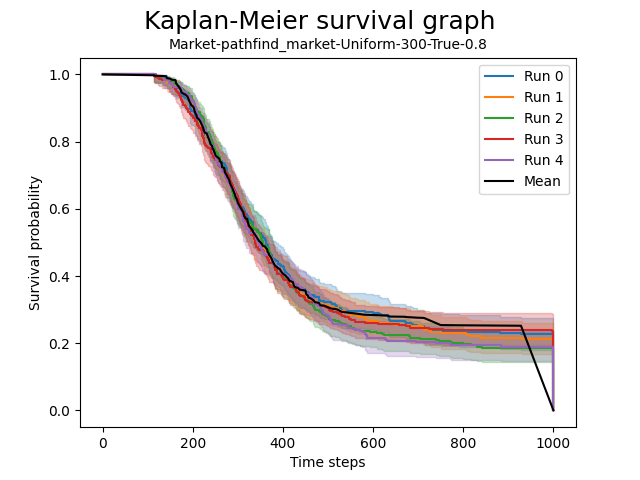 Kaplan-Meier survival graph
Market-pathfind_market-Uniform-300-True-0.8
Survival probability
1.0
0.8
0.6
0.4
0.2
0.0
Run 0
Run 1
Run 2
Run 3
Run 4
Mean
0 200 400 600 800 1000
Time steps